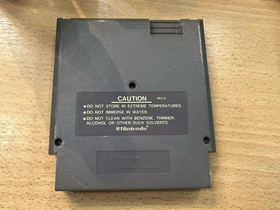 CAUTION
●DO NOT STORE IN EXTREME TEMPERATURES.
●DO NOT IMMERSE IN WATER.
●DO NOT CLEAN WITH BENZENE, THINNER,
ALCOHOL OR OTHER SUCH SOLVENTS.
Nintendo